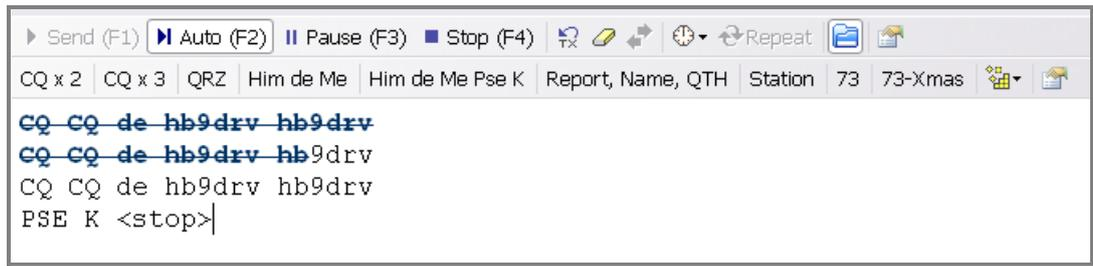 Send (F1) Auto (F2) Pause (F3) Stop (F4) TX Repeat
CQ x 2 CQ x 3 QRZ Him de Me Him de Me Pse K Report, Name, QTH Station 73 73-Xmas
CQ CQ de hb9drv hb9drv
CQ CQ de hb9drv hb9drv
CQ CQ de hb9drv hb9drv
PSE K <stop>